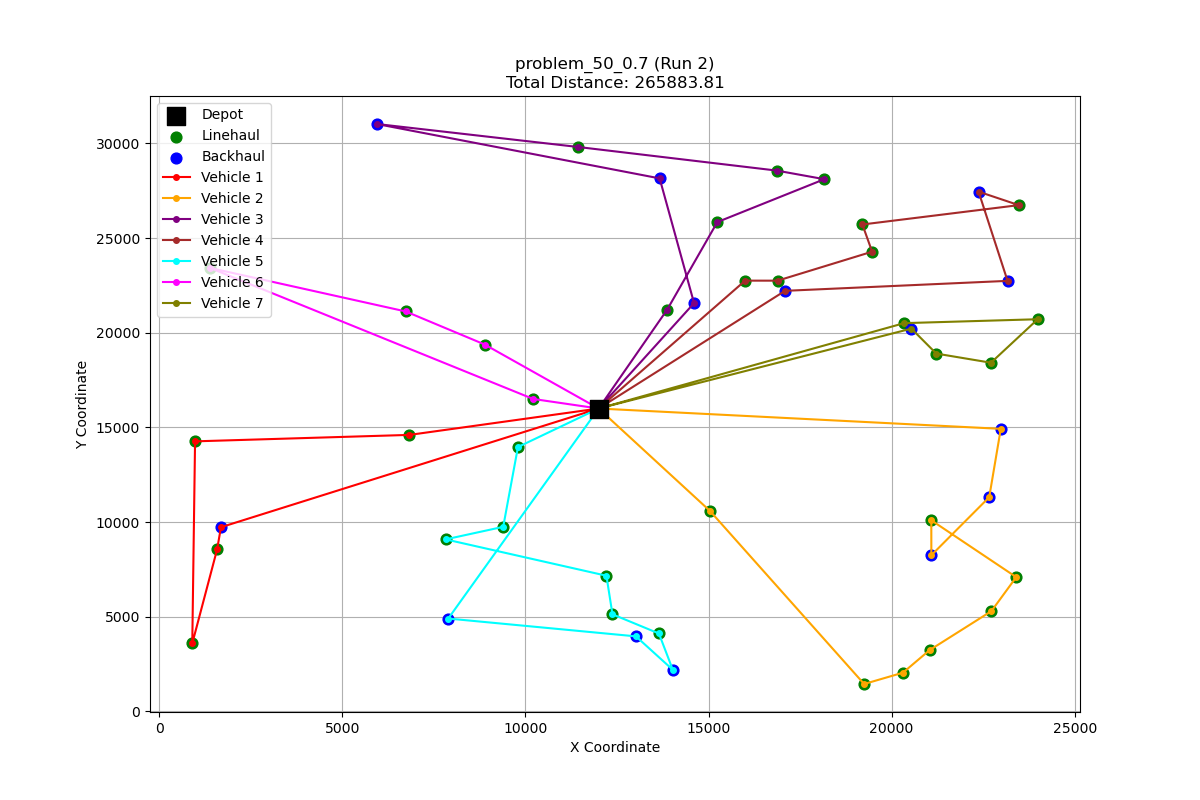 problem_50_0.7 (Run 2)
Total Distance: 265883.81
Depot
Linehaul
Backhaul
Vehicle 1
Vehicle 2
Vehicle 3
Vehicle 4
Vehicle 5
Vehicle 6
Vehicle 7
30000
25000
20000
15000
10000
5000
0
Y Coordinate
0 5000 10000 15000 20000 25000
X Coordinate